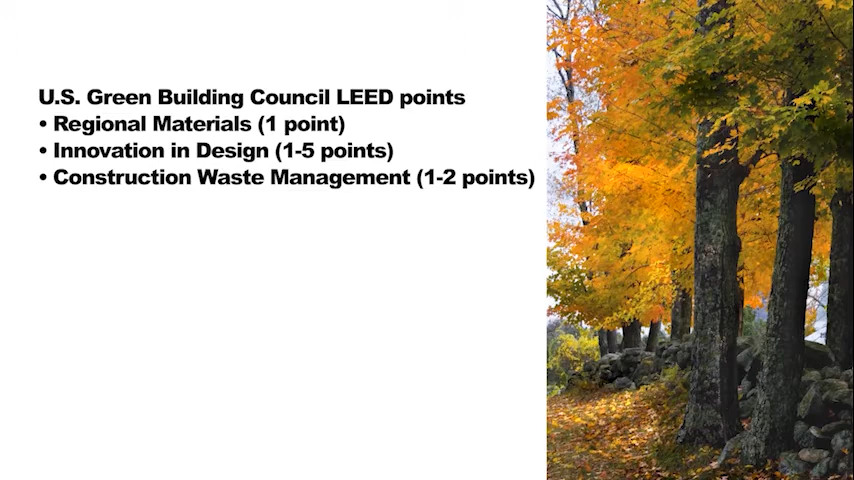 U.S. Green Building Council LEED points
• Regional Materials (1 point)
• Innovation in Design (1-5 points)
• Construction Waste Management (1-2 points)